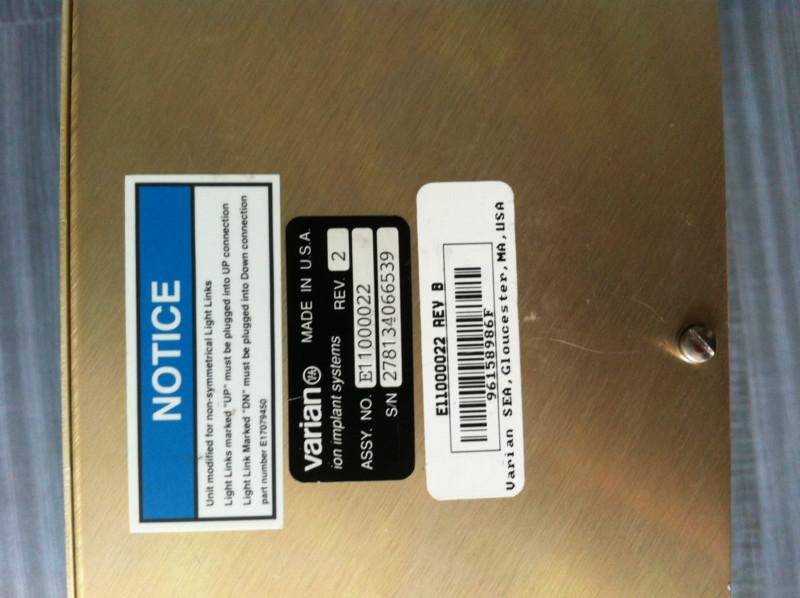 NOTICE
Unit modified for non-symmetrical Light Links
Light Links marked "UP" must be plugged into UP connection
Light Link Marked "DN" must be plugged into Down connection
part number E17079450
varian VA MADE IN U.S.A.
ion implant systems REV. 2
ASSY. NO. E11000022
S/N 278134066539
E11000022 REV B
96158986F
Varian SEA, Gloucester, MA, USA